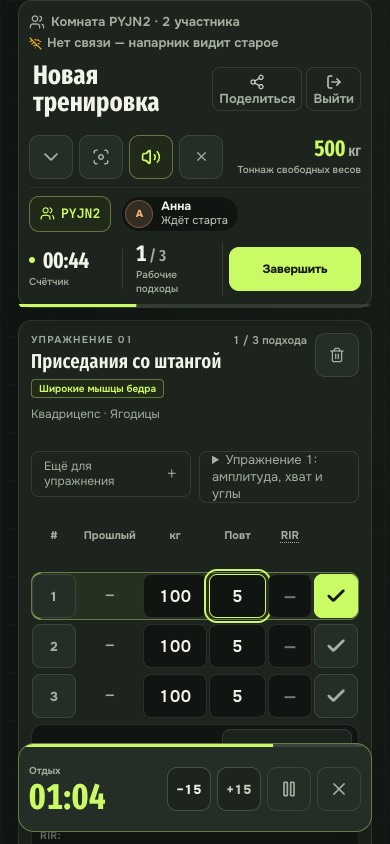 Комната PYJN2 · 2 участника
Нет связи — напарник видит старое
Новая
тренировка
Поделиться
Выйти
500 кг
Тоннаж свободных весов
PYJN2
А
Анна
Ждёт старта
00:44
Счётчик
1 / 3
Рабочие
подходы
Завершить
УПРАЖНЕНИЕ 01
1 / 3 подхода
Приседания со штангой
Широкие мышцы бедра
Квадрицепс · Ягодицы
Ещё для
упражнения
+
▶ Упражнение 1:
амплитуда, хват и
углы
# Прошлый кг Повт RIR
1 – 100 5 —
2 – 100 5 —
3 – 100 5 —
Отдых
01:04
-15 +15
RIR: